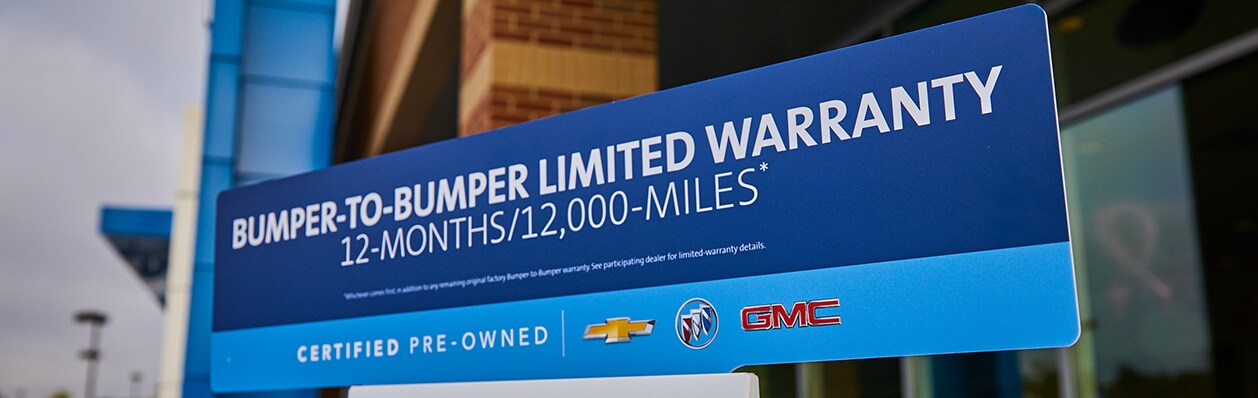 BUMPER-TO-BUMPER LIMITED WARRANTY
12-MONTHS/12,000-MILES*
*Whichever comes first, in addition to any remaining original factory Bumper-to-Bumper warranty. See participating dealer for limited-warranty details.
CERTIFIED PRE-OWNED GMC